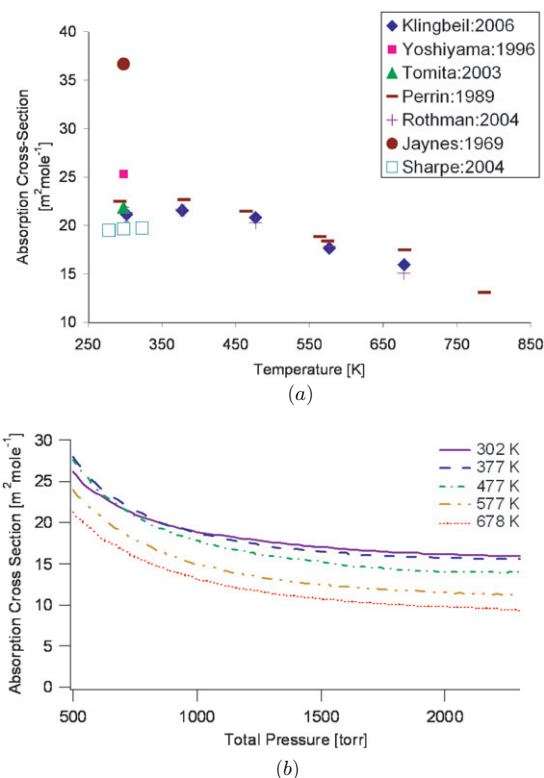 40
35
30
25
20
15
10
Absorption Cross-Section
[m²mole⁻¹]
250
350
450
550
650
750
850
Temperature [K]
Klingbeil:2006
Yoshiyama:1996
Tomita:2003
Perrin:1989
Rothman:2004
Jaynes:1969
Sharpe:2004
(a)
30
25
20
15
10
5
0
Absorption Cross Section [m²mole⁻¹]
500
1000
1500
2000
Total Pressure [torr]
302 K
377 K
477 K
577 K
678 K
(b)